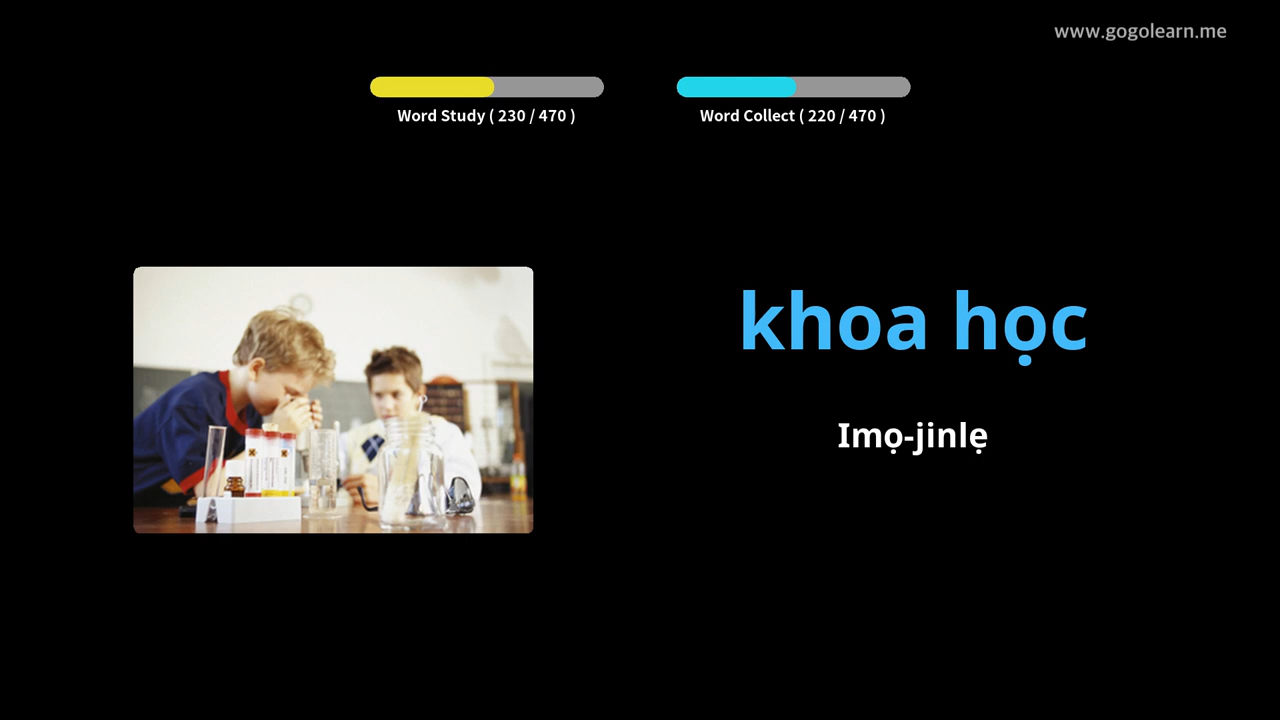 www.gogolearn.me
Word Study ( 230 / 470 )
Word Collect ( 220 / 470 )
khoa học
Imọ-jinlẹ